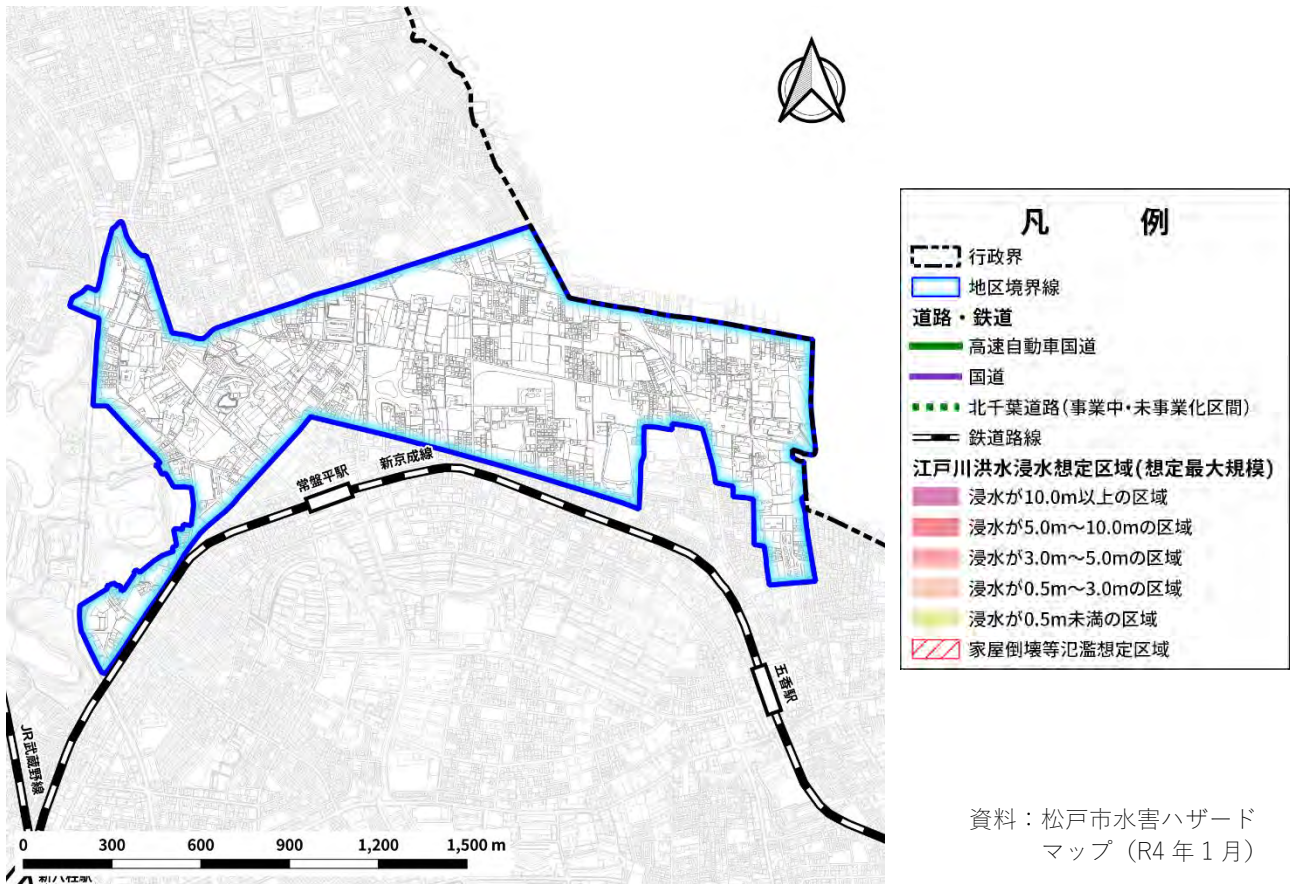 常盤平駅
新京成線
五香駅
JR武蔵野線
0 300 600 900 1,200 1,500 m
新八柱駅
凡 例
行政界
地区境界線
道路・鉄道
高速自動車国道
国道
北千葉道路(事業中・未事業化区間)
鉄道路線
江戸川洪水浸水想定区域(想定最大規模)
浸水が10.0m以上の区域
浸水が5.0m~10.0mの区域
浸水が3.0m~5.0mの区域
浸水が0.5m~3.0mの区域
浸水が0.5m未満の区域
家屋倒壊等氾濫想定区域
資料:松戸市水害ハザード
マップ(R4 年 1 月)